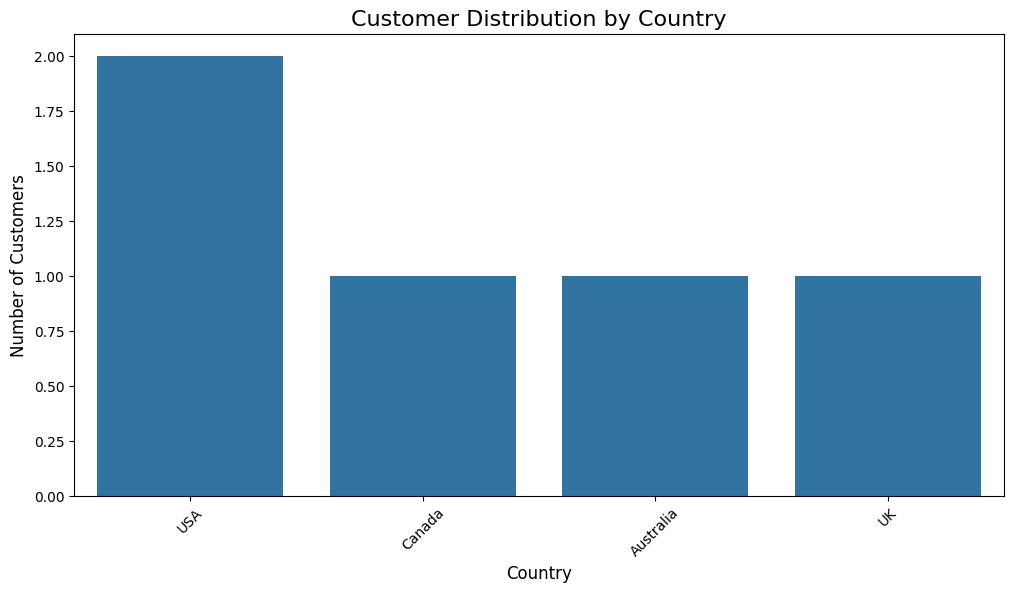 Customer Distribution by Country
Number of Customers
2.00
1.75
1.50
1.25
1.00
0.75
0.50
0.25
0.00
USA
Canada
Australia
UK
Country